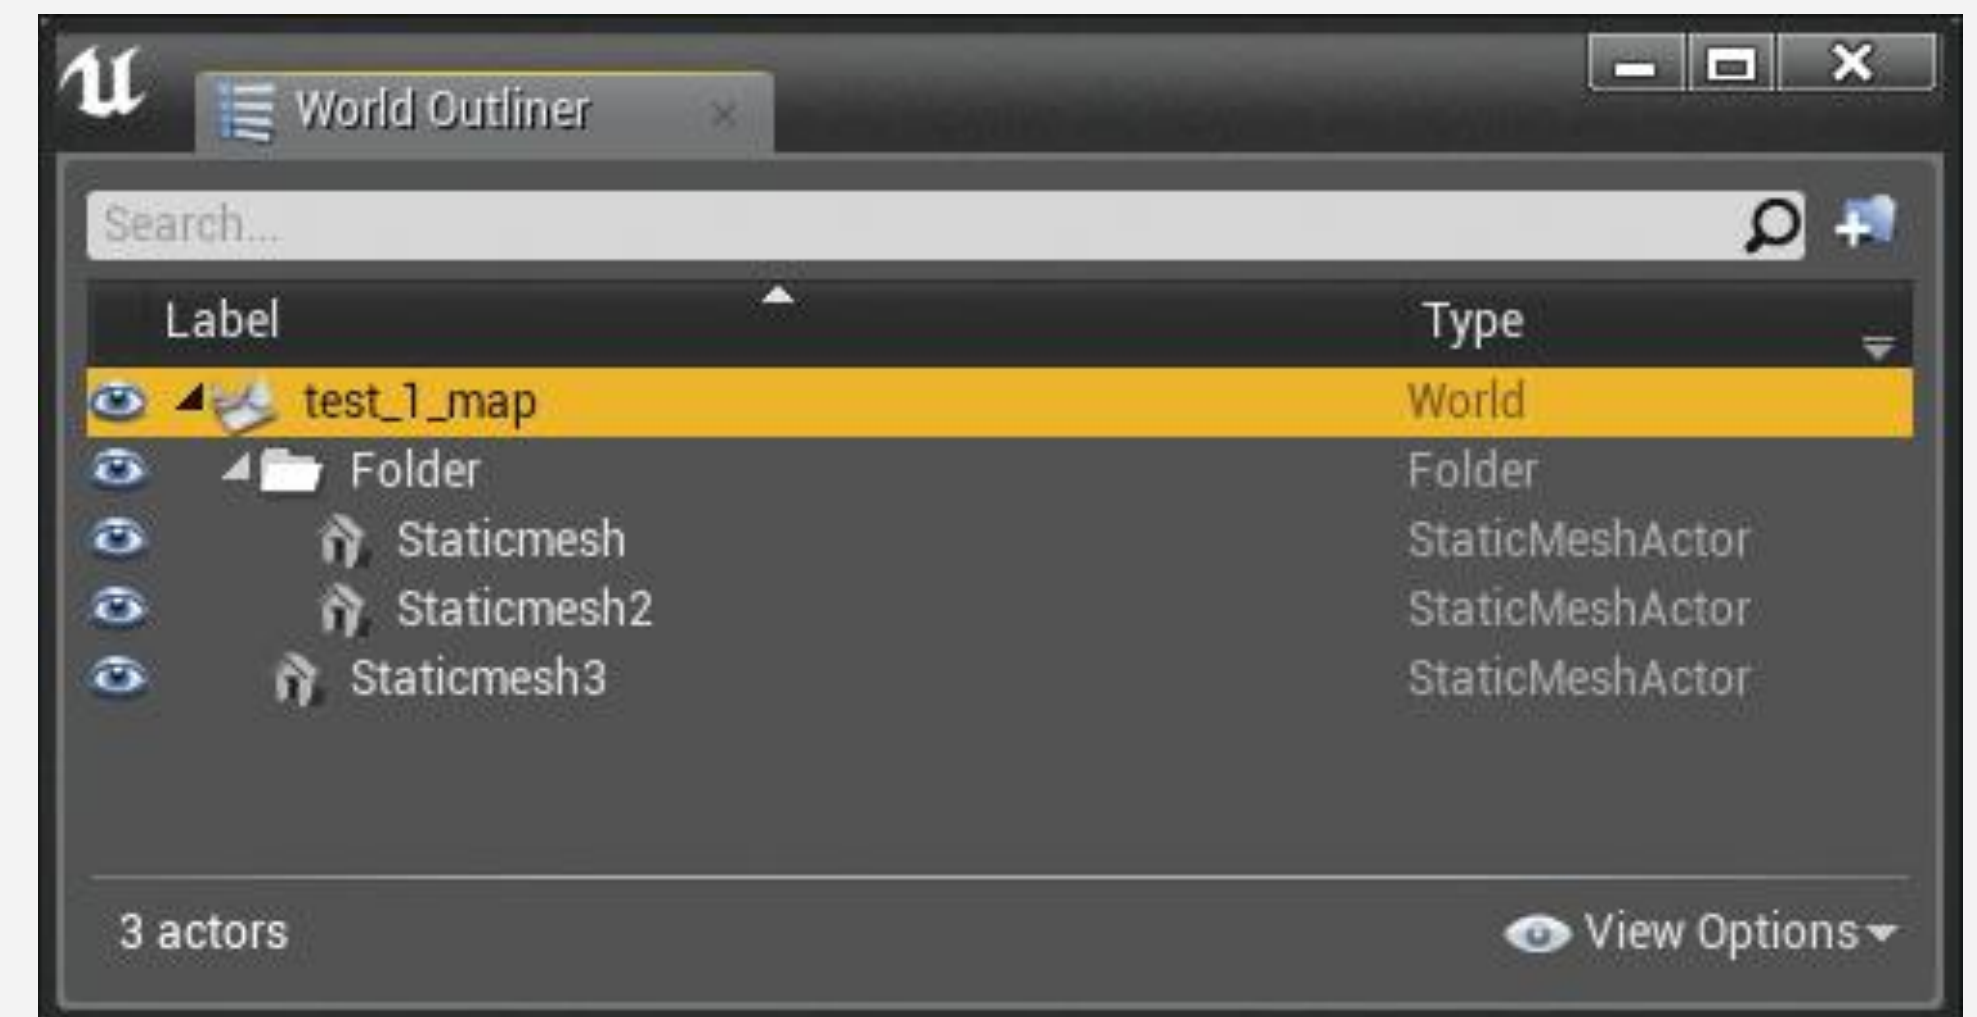 World Outliner
Search...
Label Type
test_1_map World
Folder Folder
Staticmesh StaticMeshActor
Staticmesh2 StaticMeshActor
Staticmesh3 StaticMeshActor
3 actors View Options